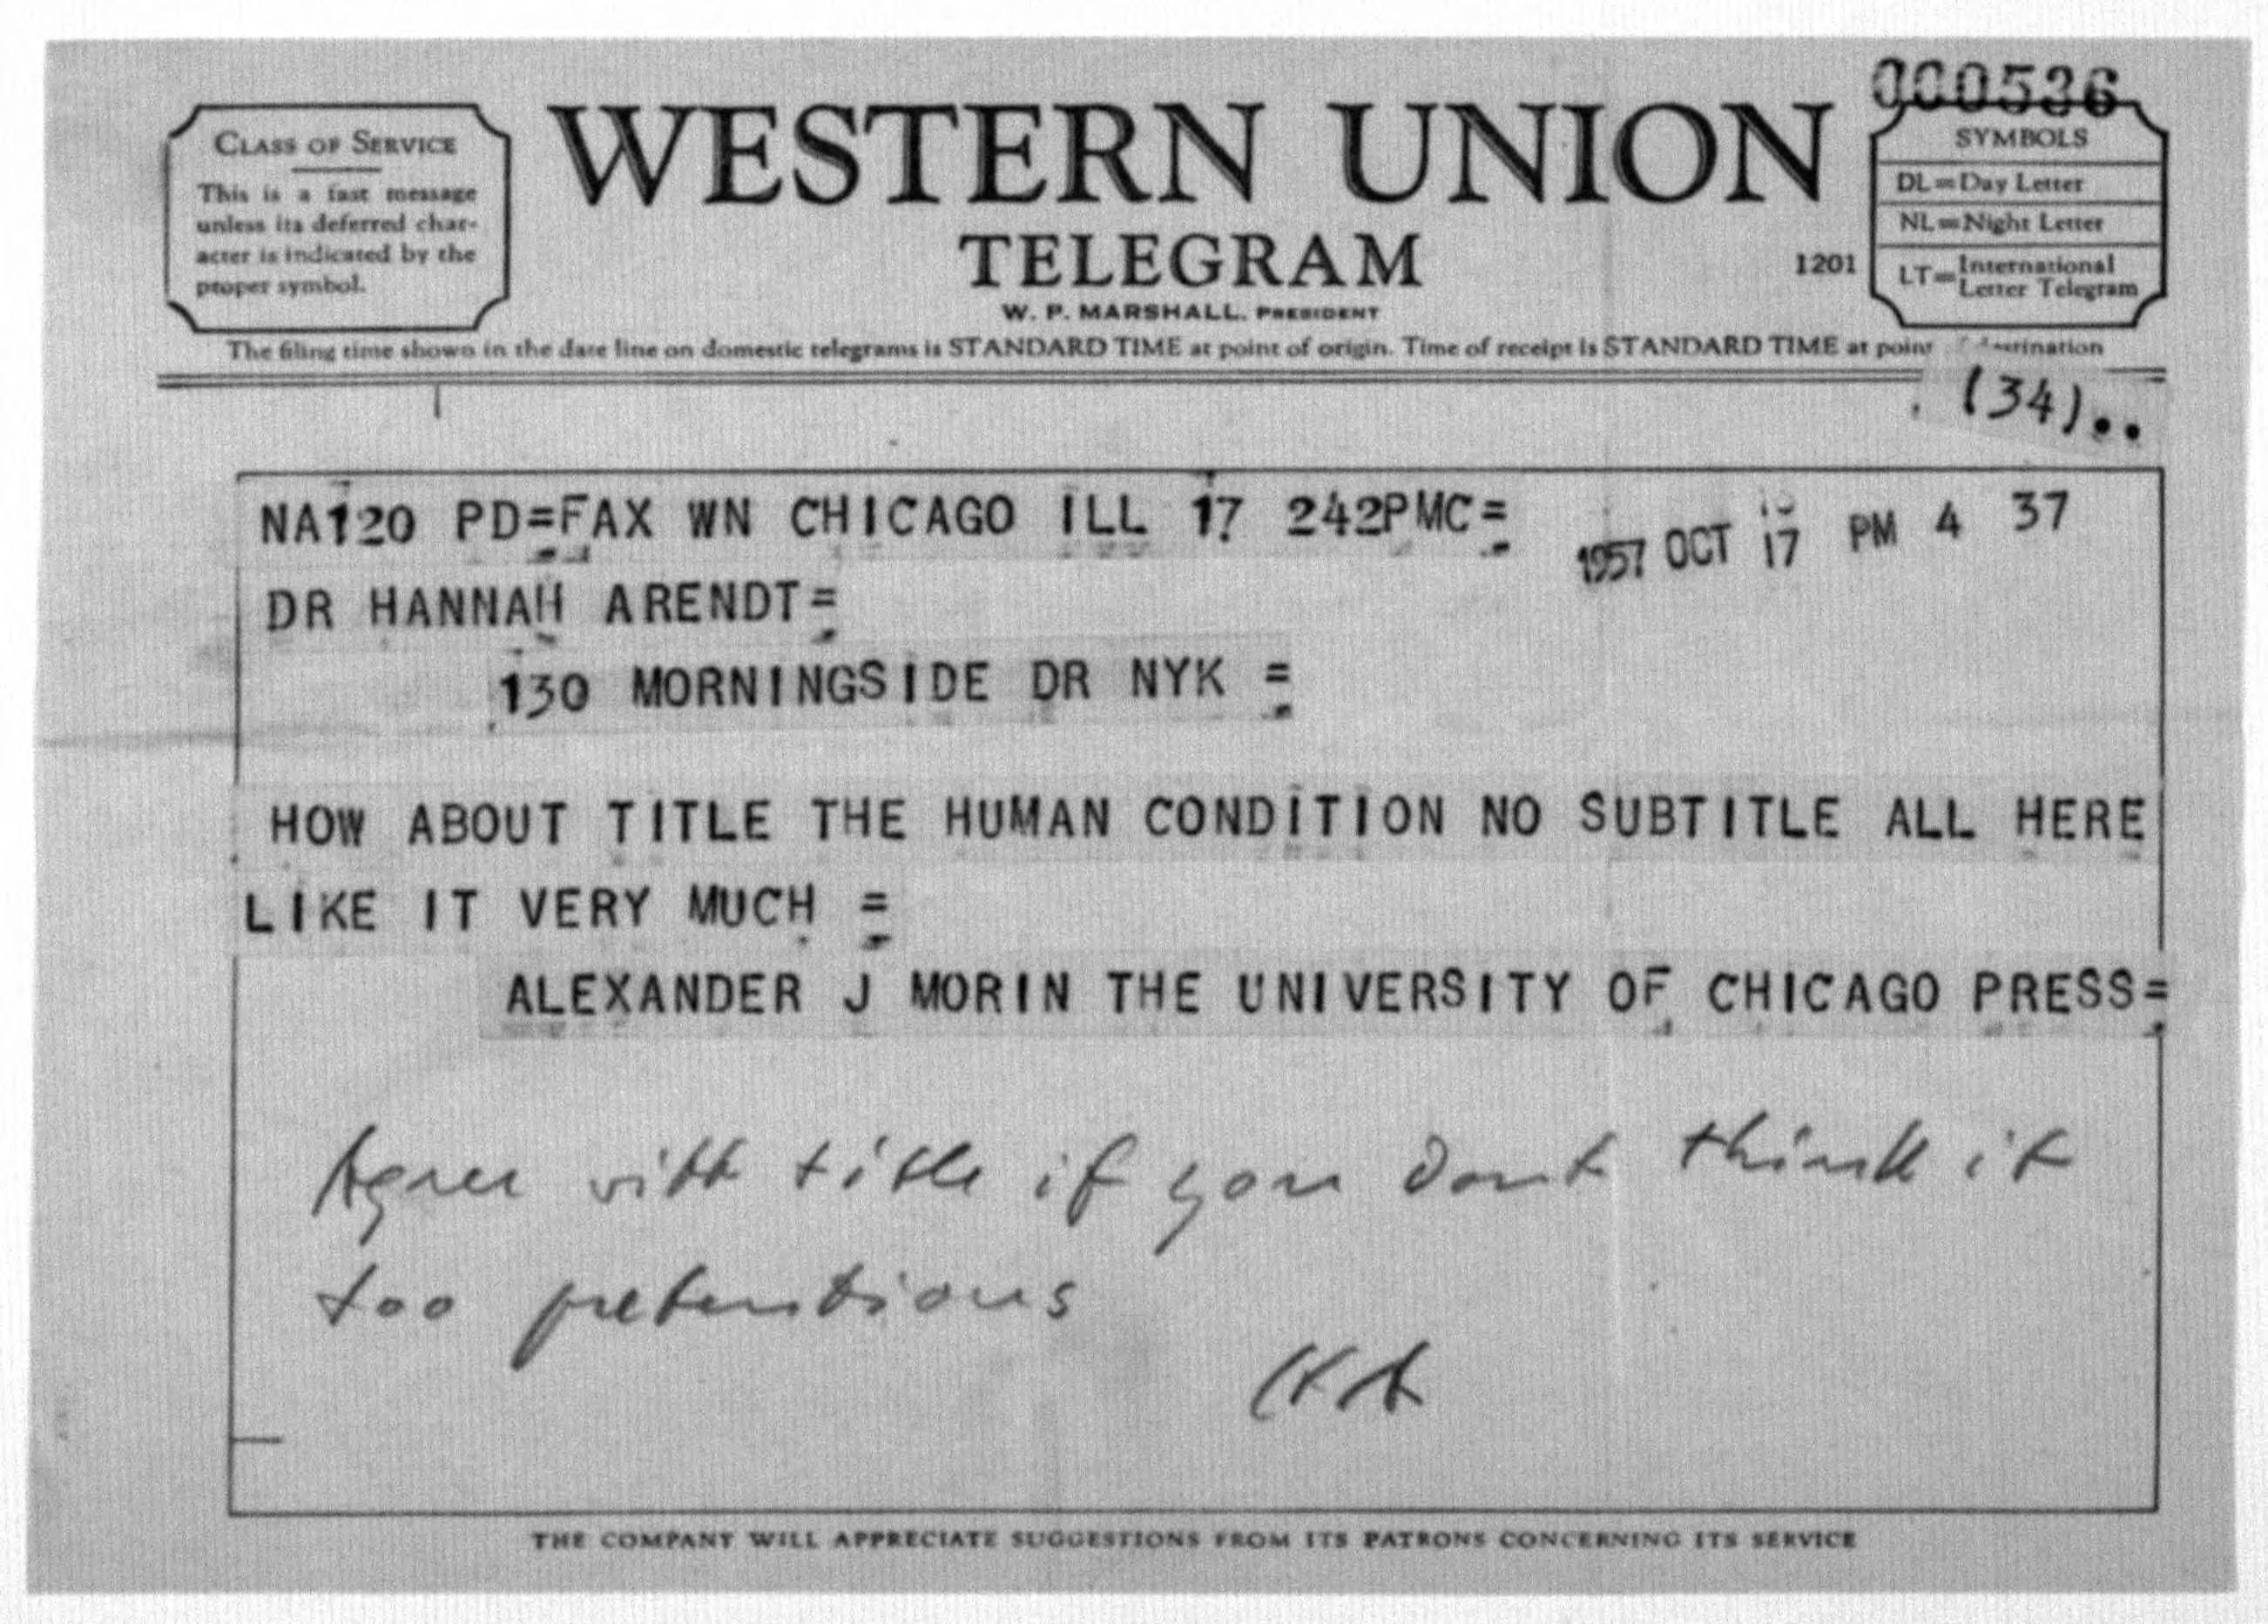 000536
CLASS OF SERVICE
This is a fast message
unless its deferred char-
acter is indicated by the
proper symbol.
WESTERN UNION
TELEGRAM
W. P. MARSHALL, PRESIDENT
1201
SYMBOLS
DL=Day Letter
NL=Night Letter
LT=International
Letter Telegram
The filing time shown in the date line on domestic telegrams is STANDARD TIME at point of origin. Time of receipt is STANDARD TIME at point destination
(34)..
NA120 PD=FAX WN CHICAGO ILL 17 242PMC=
1957 OCT 17 PM 4 37
DR HANNAH ARENDT=
130 MORNINGSIDE DR NYK =
HOW ABOUT TITLE THE HUMAN CONDITION NO SUBTITLE ALL HERE
LIKE IT VERY MUCH =
ALEXANDER J MORIN THE UNIVERSITY OF CHICAGO PRESS=
Agree with title if you dont think it
too pretentious
HA
THE COMPANY WILL APPRECIATE SUGGESTIONS FROM ITS PATRONS CONCERNING ITS SERVICE